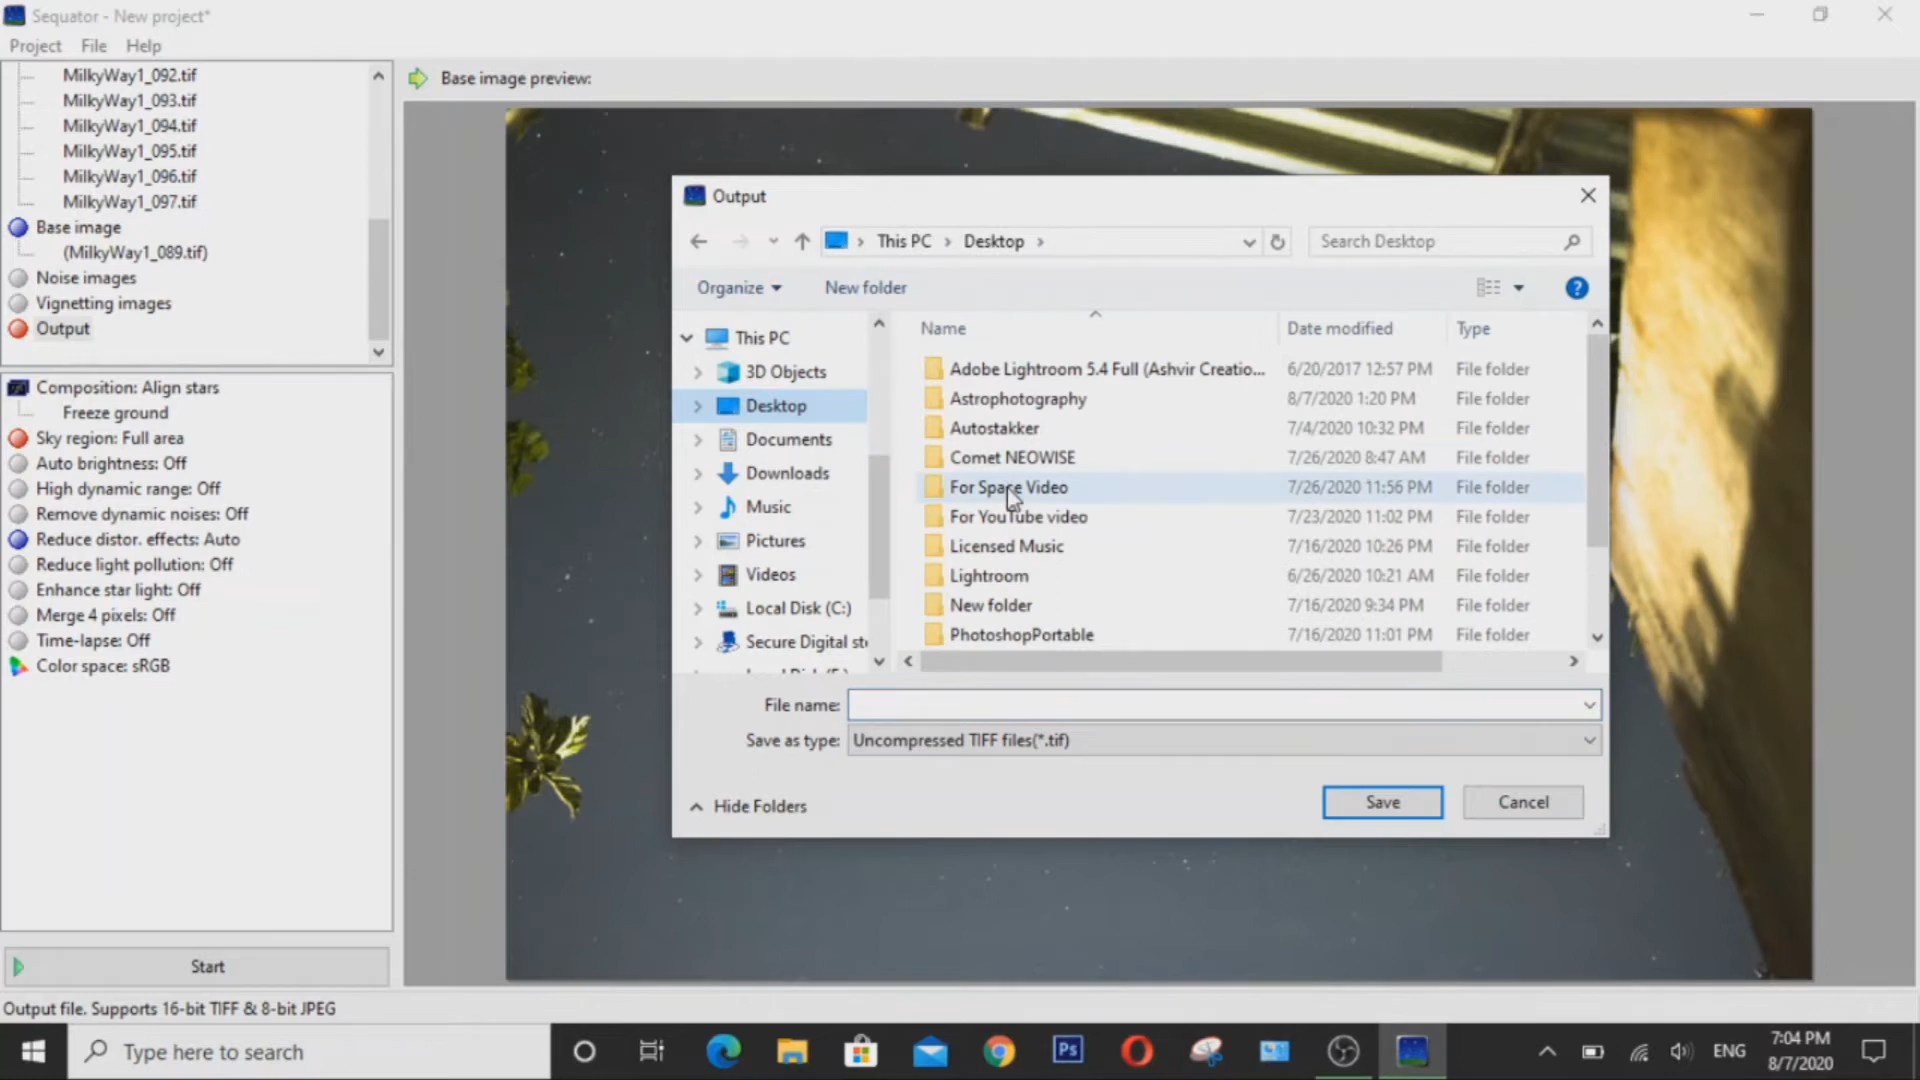 Sequator - New project*
Project File Help
MilkyWay1_092.tif
MilkyWay1_093.tif
MilkyWay1_094.tif
MilkyWay1_095.tif
MilkyWay1_096.tif
MilkyWay1_097.tif
Base image
(MilkyWay1_089.tif)
Noise images
Vignetting images
Output
Composition: Align stars
Freeze ground
Sky region: Full area
Auto brightness: Off
High dynamic range: Off
Remove dynamic noises: Off
Reduce distor. effects: Auto
Reduce light pollution: Off
Enhance star light: Off
Merge 4 pixels: Off
Time-lapse: Off
Color space: sRGB
Start
Output file. Supports 16-bit TIFF & 8-bit JPEG
Base image preview:
Output
This PC > Desktop >
Search Desktop
Organize New folder
This PC
3D Objects
Desktop
Documents
Downloads
Music
Pictures
Videos
Local Disk (C:)
Secure Digital st
Name Date modified Type
Adobe Lightroom 5.4 Full (Ashvir Creatio... 6/20/2017 12:57 PM File folder
Astrophotography 8/7/2020 1:20 PM File folder
Autostakker 7/4/2020 10:32 PM File folder
Comet NEOWISE 7/26/2020 8:47 AM File folder
For Space Video 7/26/2020 11:56 PM File folder
For YouTube video 7/23/2020 11:02 PM File folder
Licensed Music 7/16/2020 10:26 PM File folder
Lightroom 6/26/2020 10:21 AM File folder
New folder 7/16/2020 9:34 PM File folder
PhotoshopPortable 7/16/2020 11:01 PM File folder
File name:
Save as type: Uncompressed TIFF files(*.tif)
Hide Folders
Save Cancel
Type here to search
Ps
ENG
7:04 PM
8/7/2020